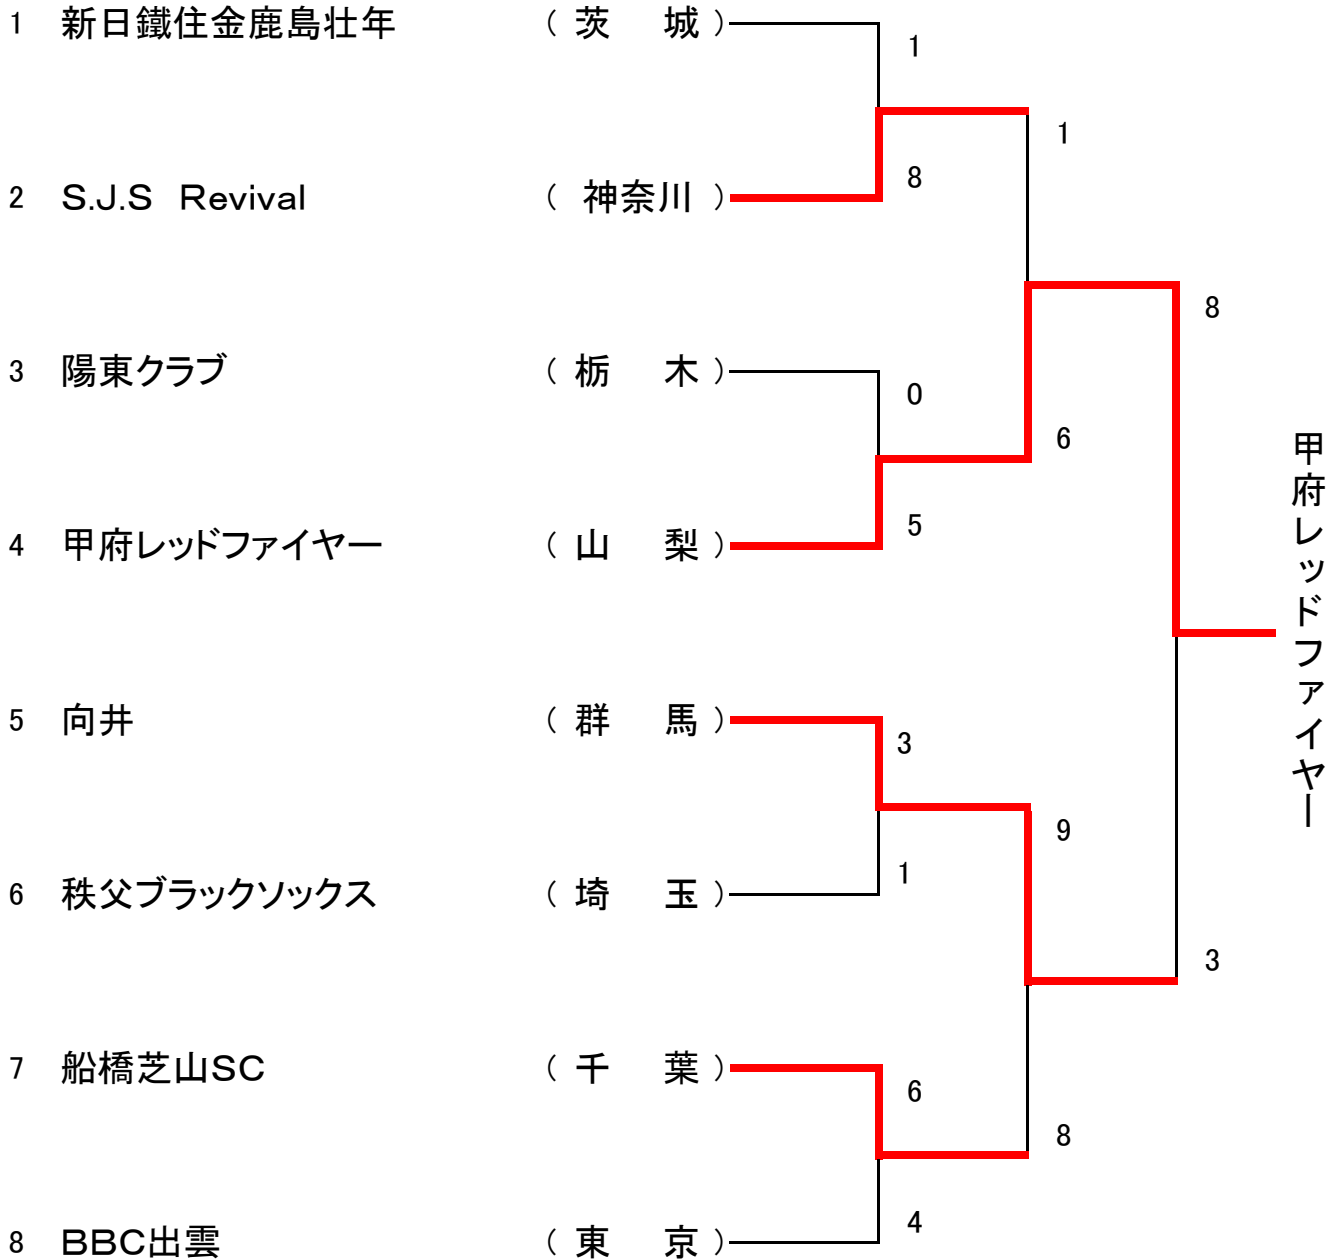 1 新日鐵住金鹿島壮年 ( 茨 城 )
1
1
2 S.J.S Revival ( 神奈川 )
8
8
3 陽東クラブ ( 栃 木 )
0
6
4 甲府レッドファイヤー ( 山 梨 )
5
甲府レッドファイヤー
5 向井 ( 群 馬 )
3
9
6 秩父ブラックソックス ( 埼 玉 )
1
3
7 船橋芝山SC ( 千 葉 )
6
8
8 BBC出雲 ( 東 京 )
4